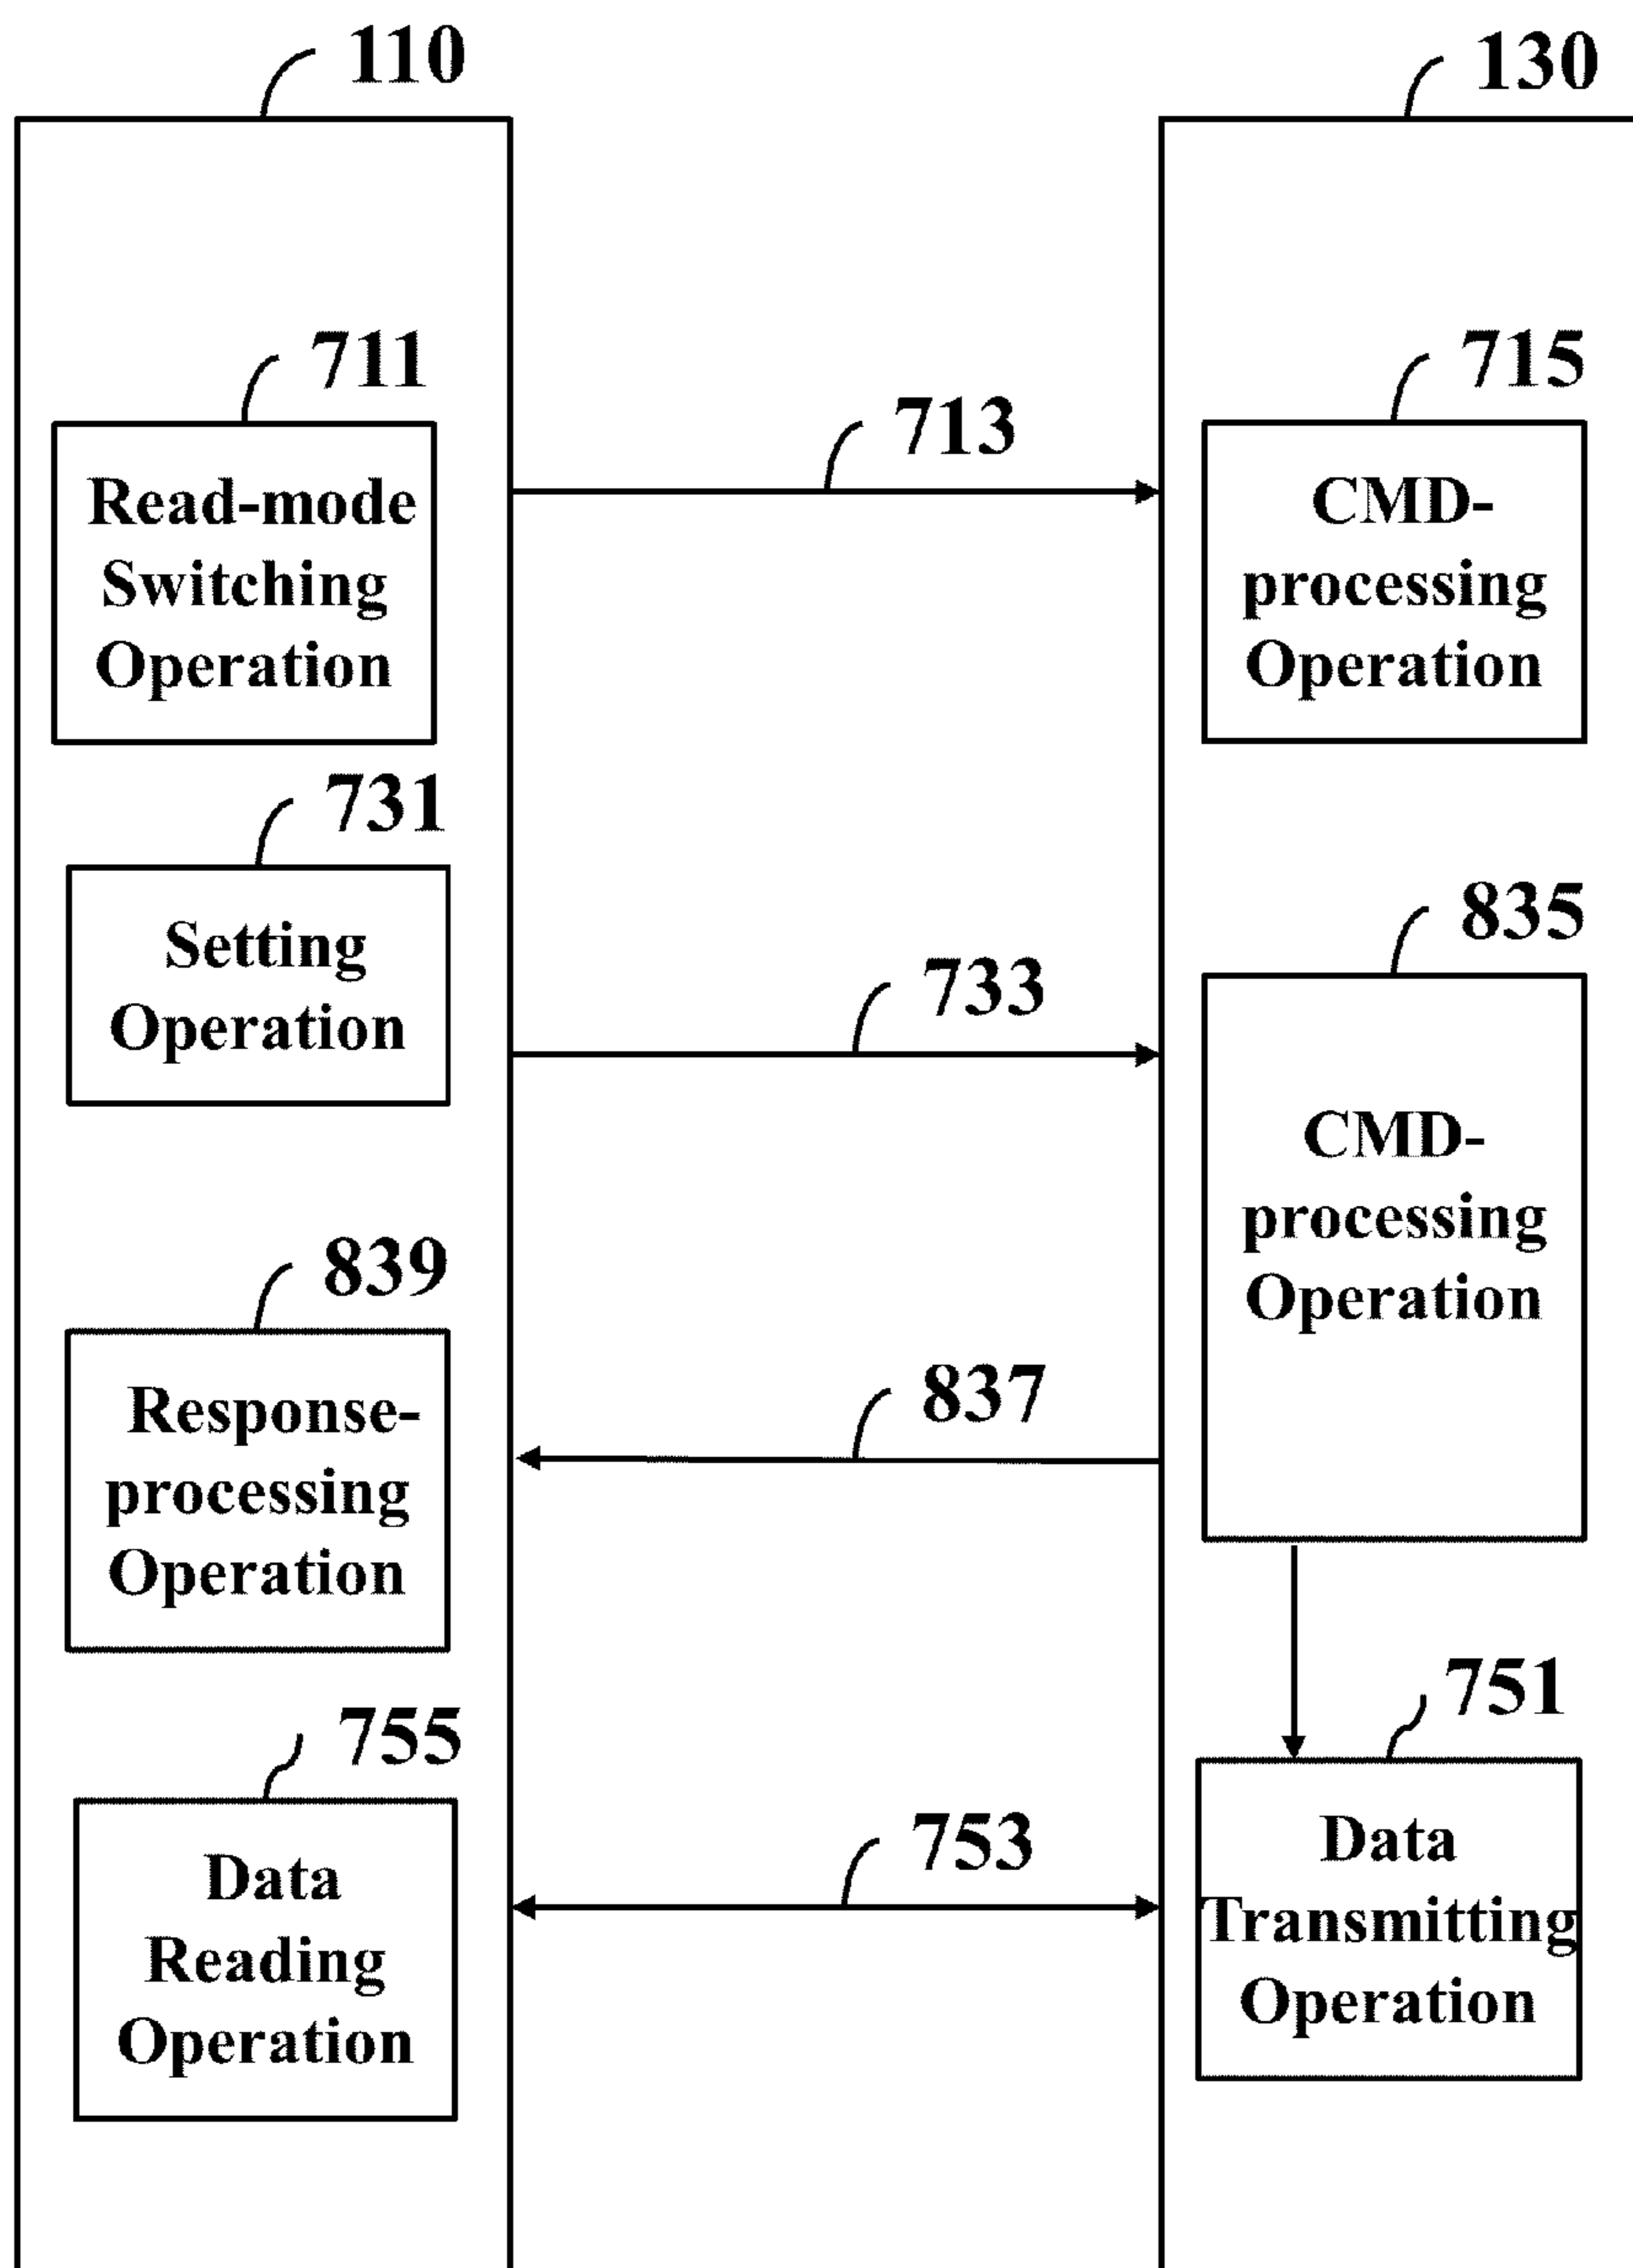 110
130
711
Read-mode
Switching
Operation
713
715
CMD-
processing
Operation
731
Setting
Operation
733
835
CMD-
processing
Operation
839
Response-
processing
Operation
837
751
Data
Transmitting
Operation
755
Data
Reading
Operation
753